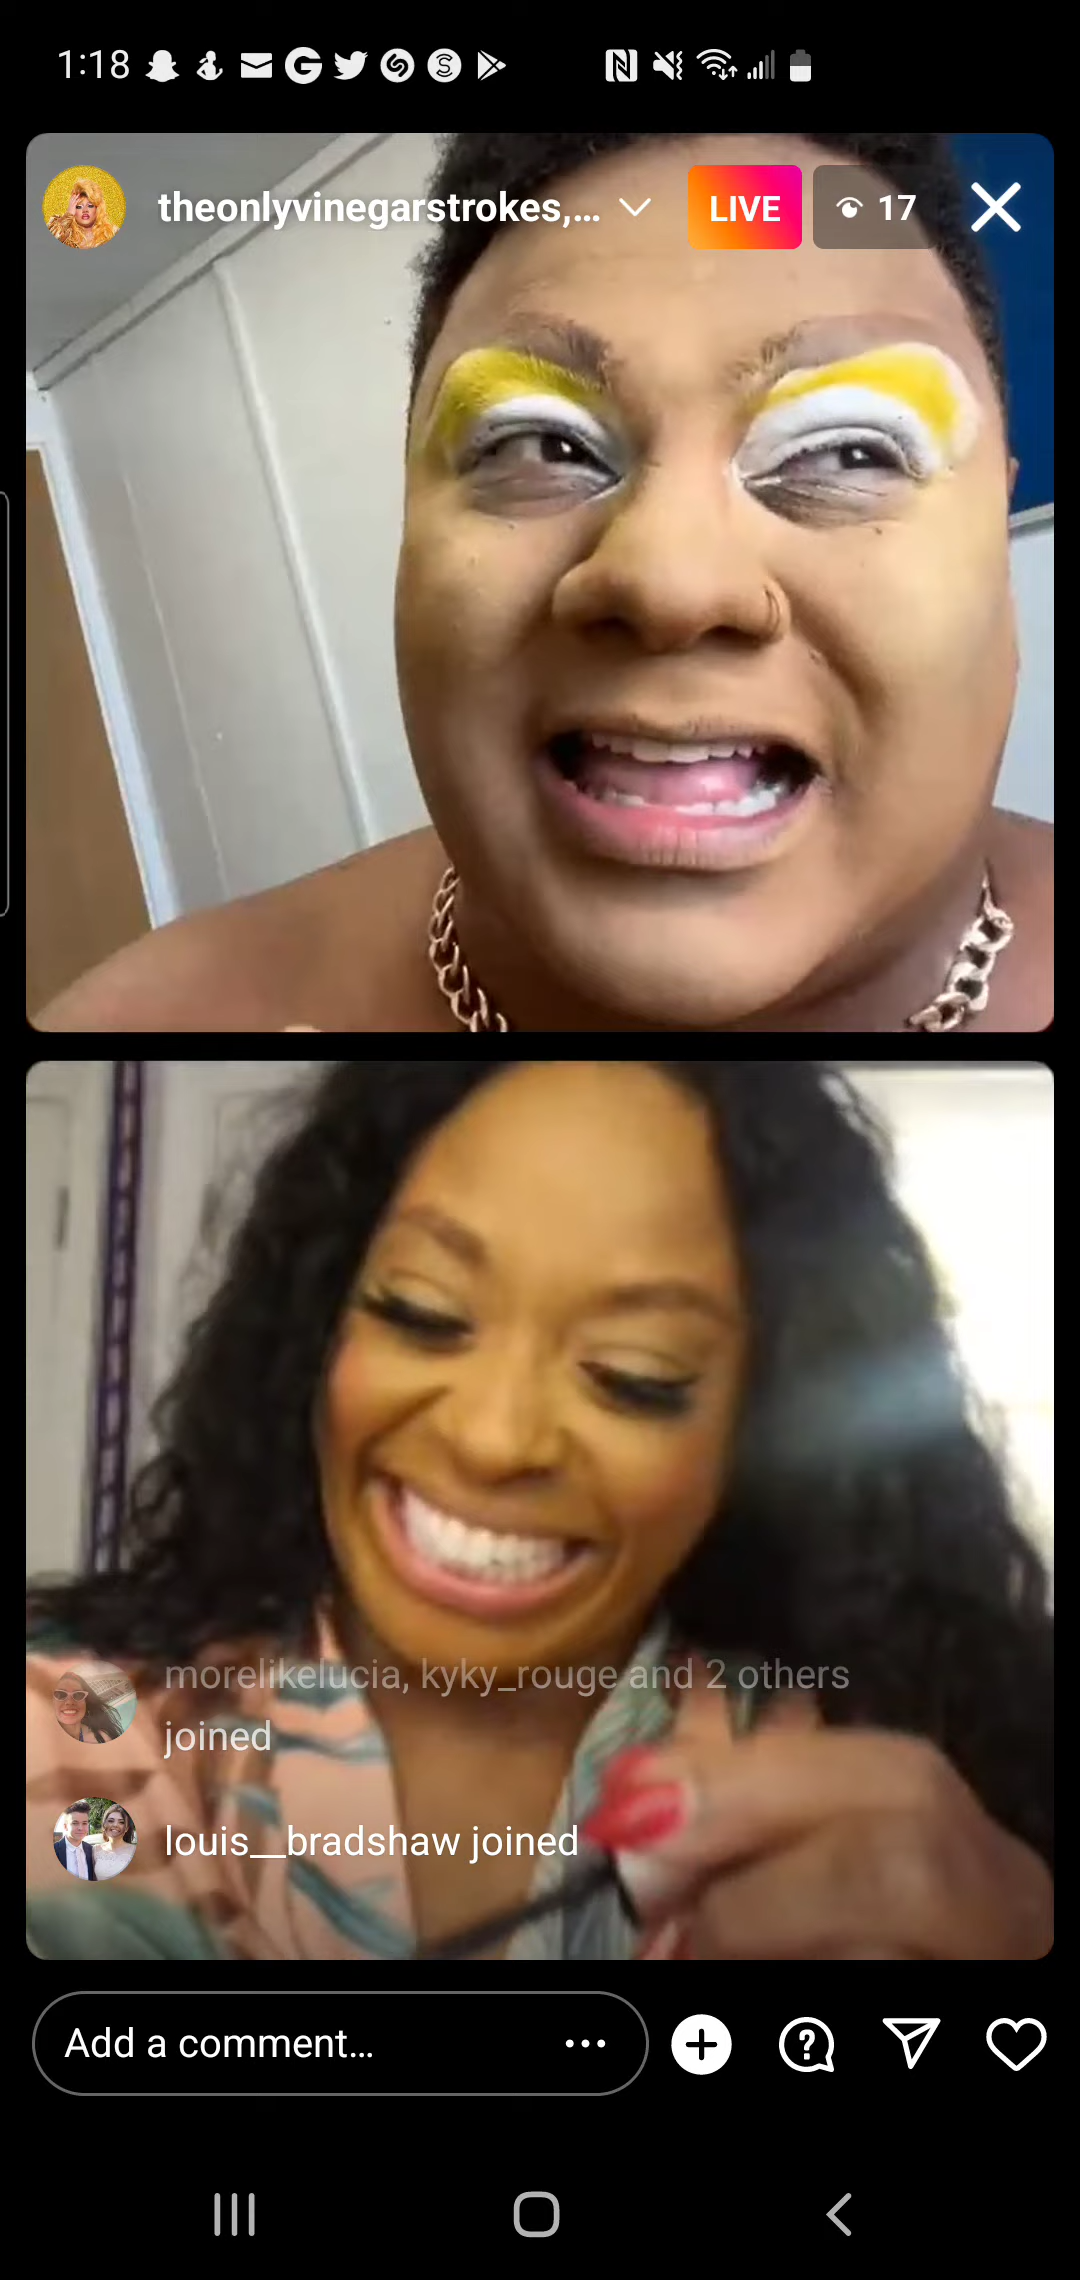 1:18
theonlyvinegarstrokes,...
LIVE
17
morelikelucia, kyky_rouge and 2 others
joined
louis__bradshaw joined
Add a comment...